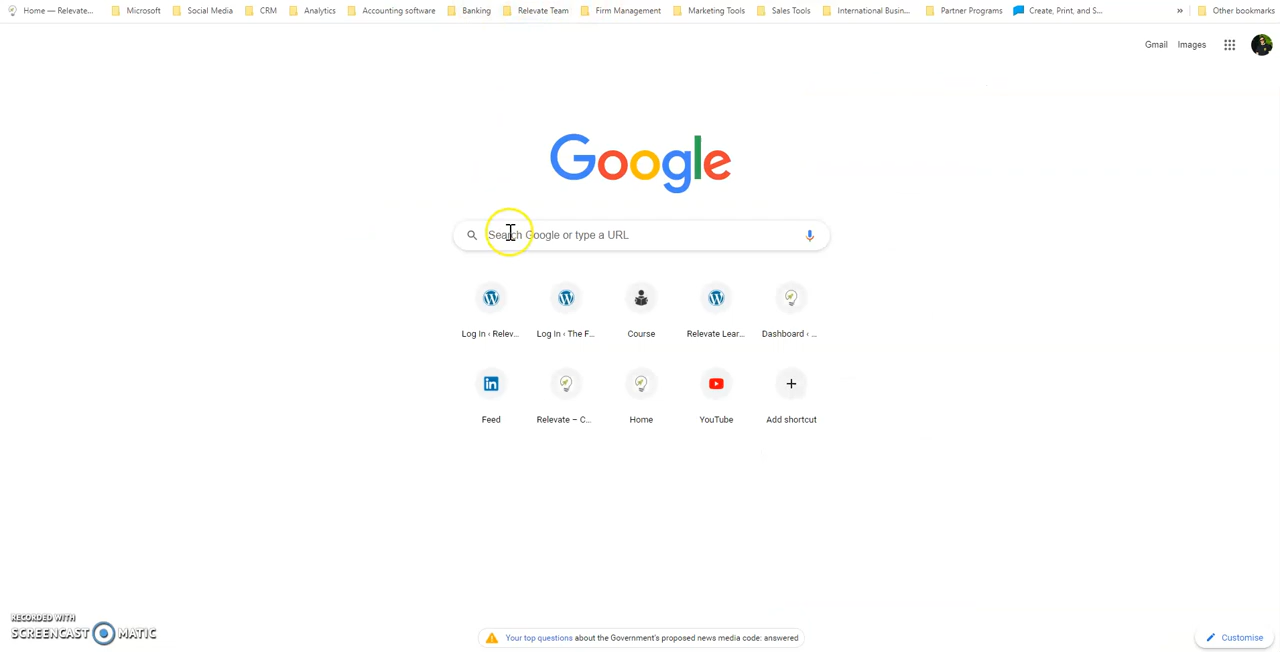 Home — Relevate... Microsoft Social Media CRM Analytics Accounting software Banking Relevate Team Firm Management Marketing Tools Sales Tools International Busin... Partner Programs Create, Print, and S... » Other bookmarks
Gmail Images
Google
Search Google or type a URL
Log In ‹ Relev... Log In ‹ The F... Course Relevate Lear... Dashboard ‹ ...
Feed Relevate – C... Home YouTube Add shortcut
RECORDED WITH
SCREENCAST MATIC
Your top questions about the Government's proposed news media code: answered
Customise